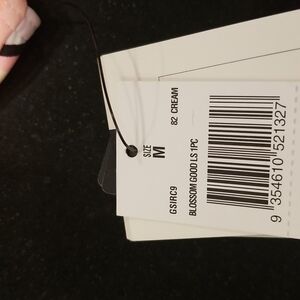 SIZE
M
82 CREAM
GSIRC9
BLOSSOM GOOD LS 1PC
9 354610 521327